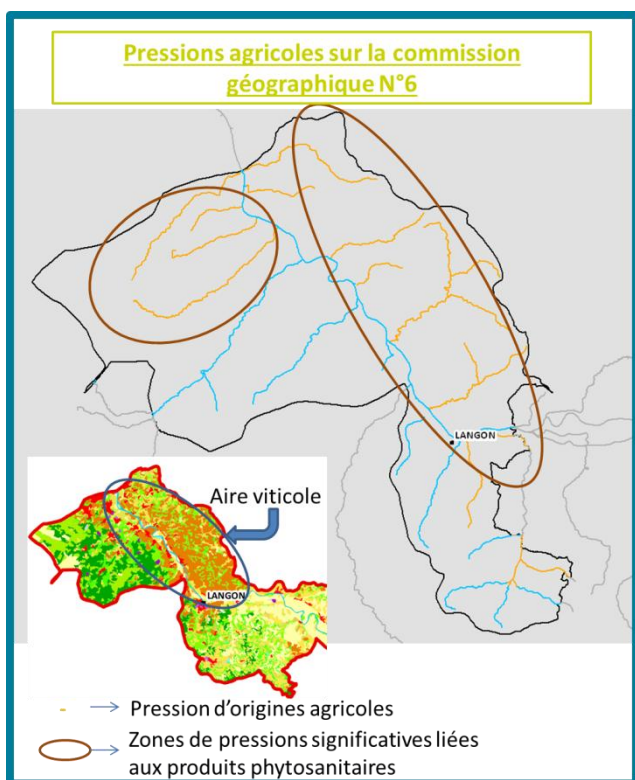 Pressions agricoles sur la commission
géographique N°6
LANGON
Aire viticole
LANGON
Pression d'origines agricoles
Zones de pressions significatives liées
aux produits phytosanitaires